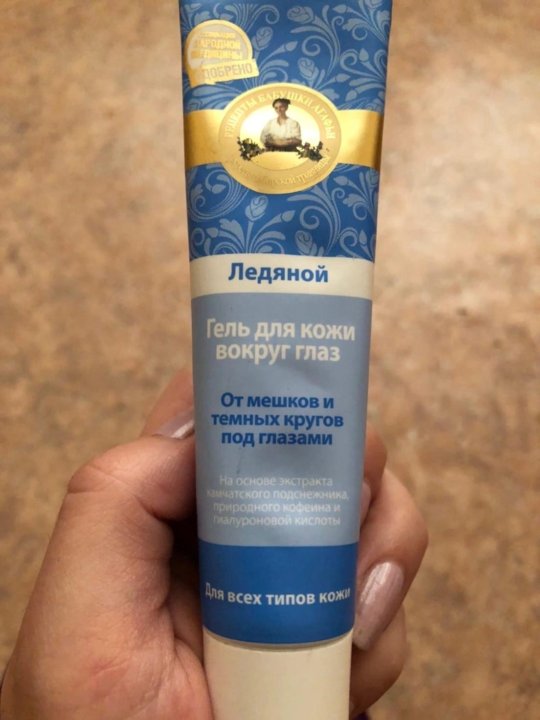 НАРОДНОЙ
МЕДИЦИНЫ
ОДОБРЕНО
РЕЦЕПТЫ БАБУШКИ АГАФЬИ
Ледяной
Гель для кожи
вокруг глаз
От мешков и
темных кругов
под глазами
На основе экстракта
камчатского подснежника,
природного кофеина и
гиалуроновой кислоты
Для всех типов кожи